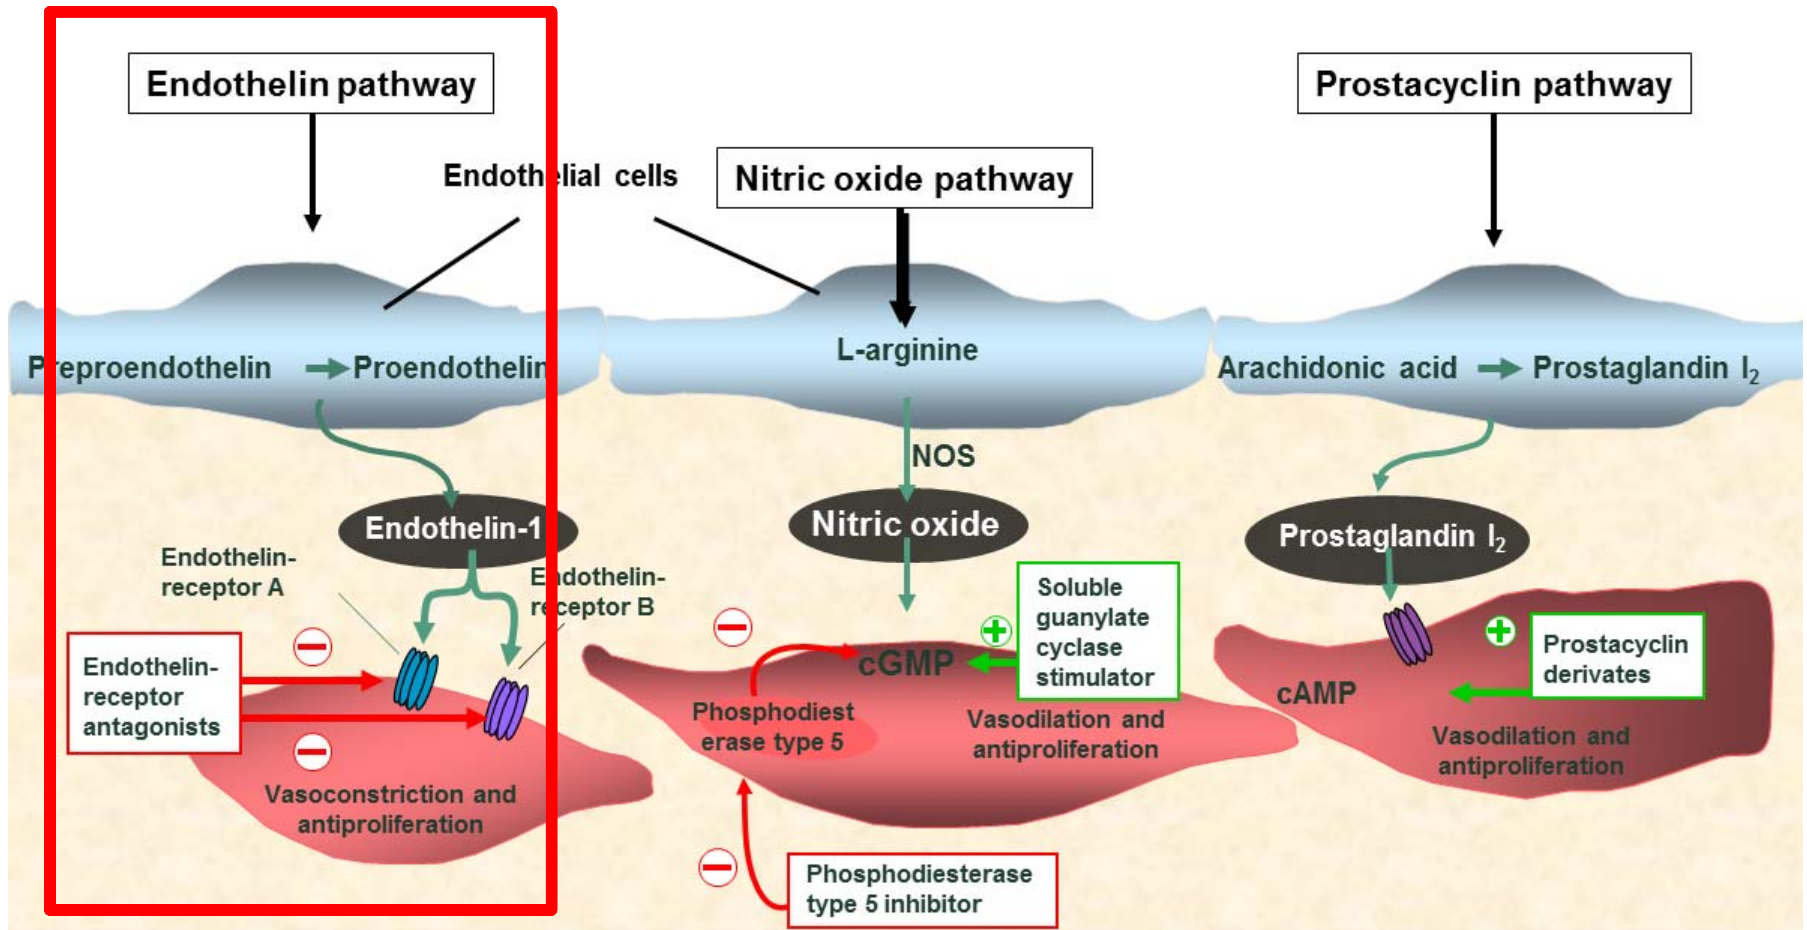 Endothelin pathway
Prostacyclin pathway
Endothelial cells
Nitric oxide pathway
Preproendothelin
Proendothelin
L-arginine
Arachidonic acid
Prostaglandin I₂
NOS
Endothelin-1
Nitric oxide
Prostaglandin I₂
Endothelin-
receptor A
Endothelin-
receptor B
Endothelin-
receptor
antagonists
Vasoconstriction and
antiproliferation
cGMP
Soluble
guanylate
cyclase
stimulator
Phosphodiest
erase type 5
Vasodilation and
antiproliferation
Phosphodiesterase
type 5 inhibitor
cAMP
Prostacyclin
derivates
Vasodilation and
antiproliferation